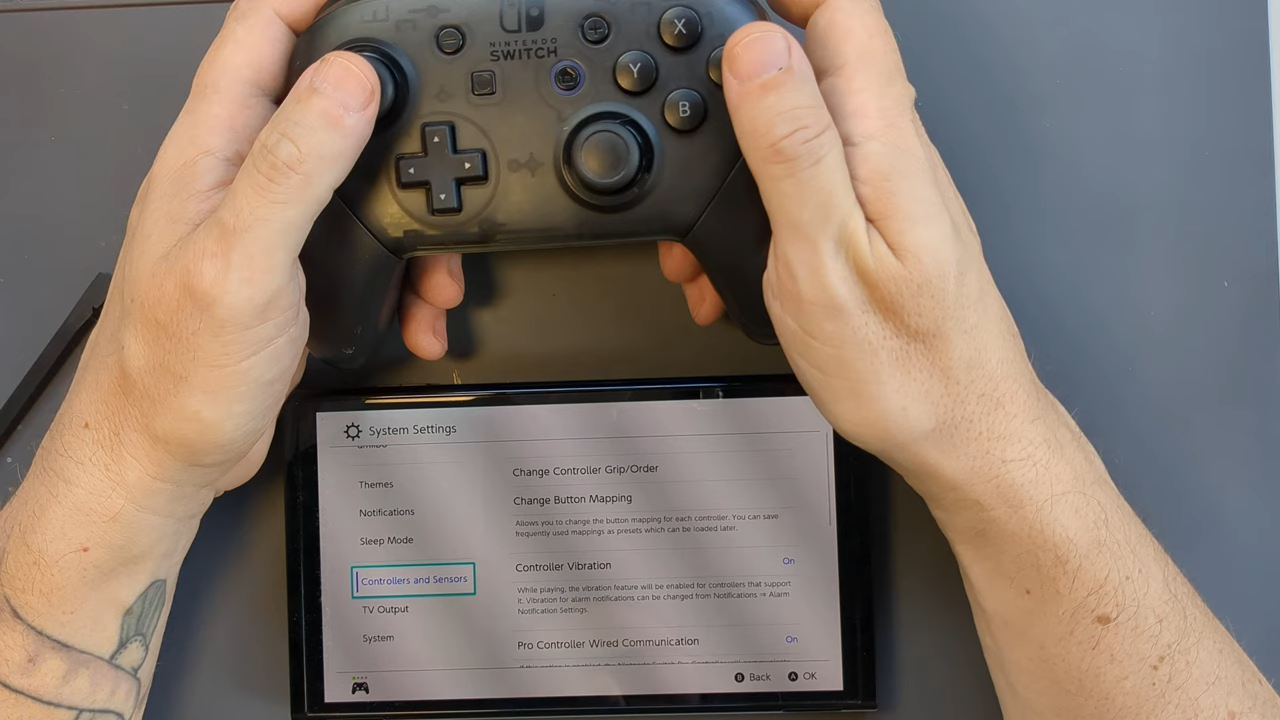 NINTENDO
SWITCH
X
Y
B
System Settings
Themes
Notifications
Sleep Mode
Controllers and Sensors
TV Output
System
Change Controller Grip/Order
Change Button Mapping
Allows you to change the button mapping for each controller. You can save
frequently used mappings as presets which can be loaded later.
Controller Vibration On
While playing, the vibration feature will be enabled for controllers that support
it. Vibration for alarm notifications can be changed from Notifications ⇒ Alarm
Notification Settings.
Pro Controller Wired Communication On
B Back A OK